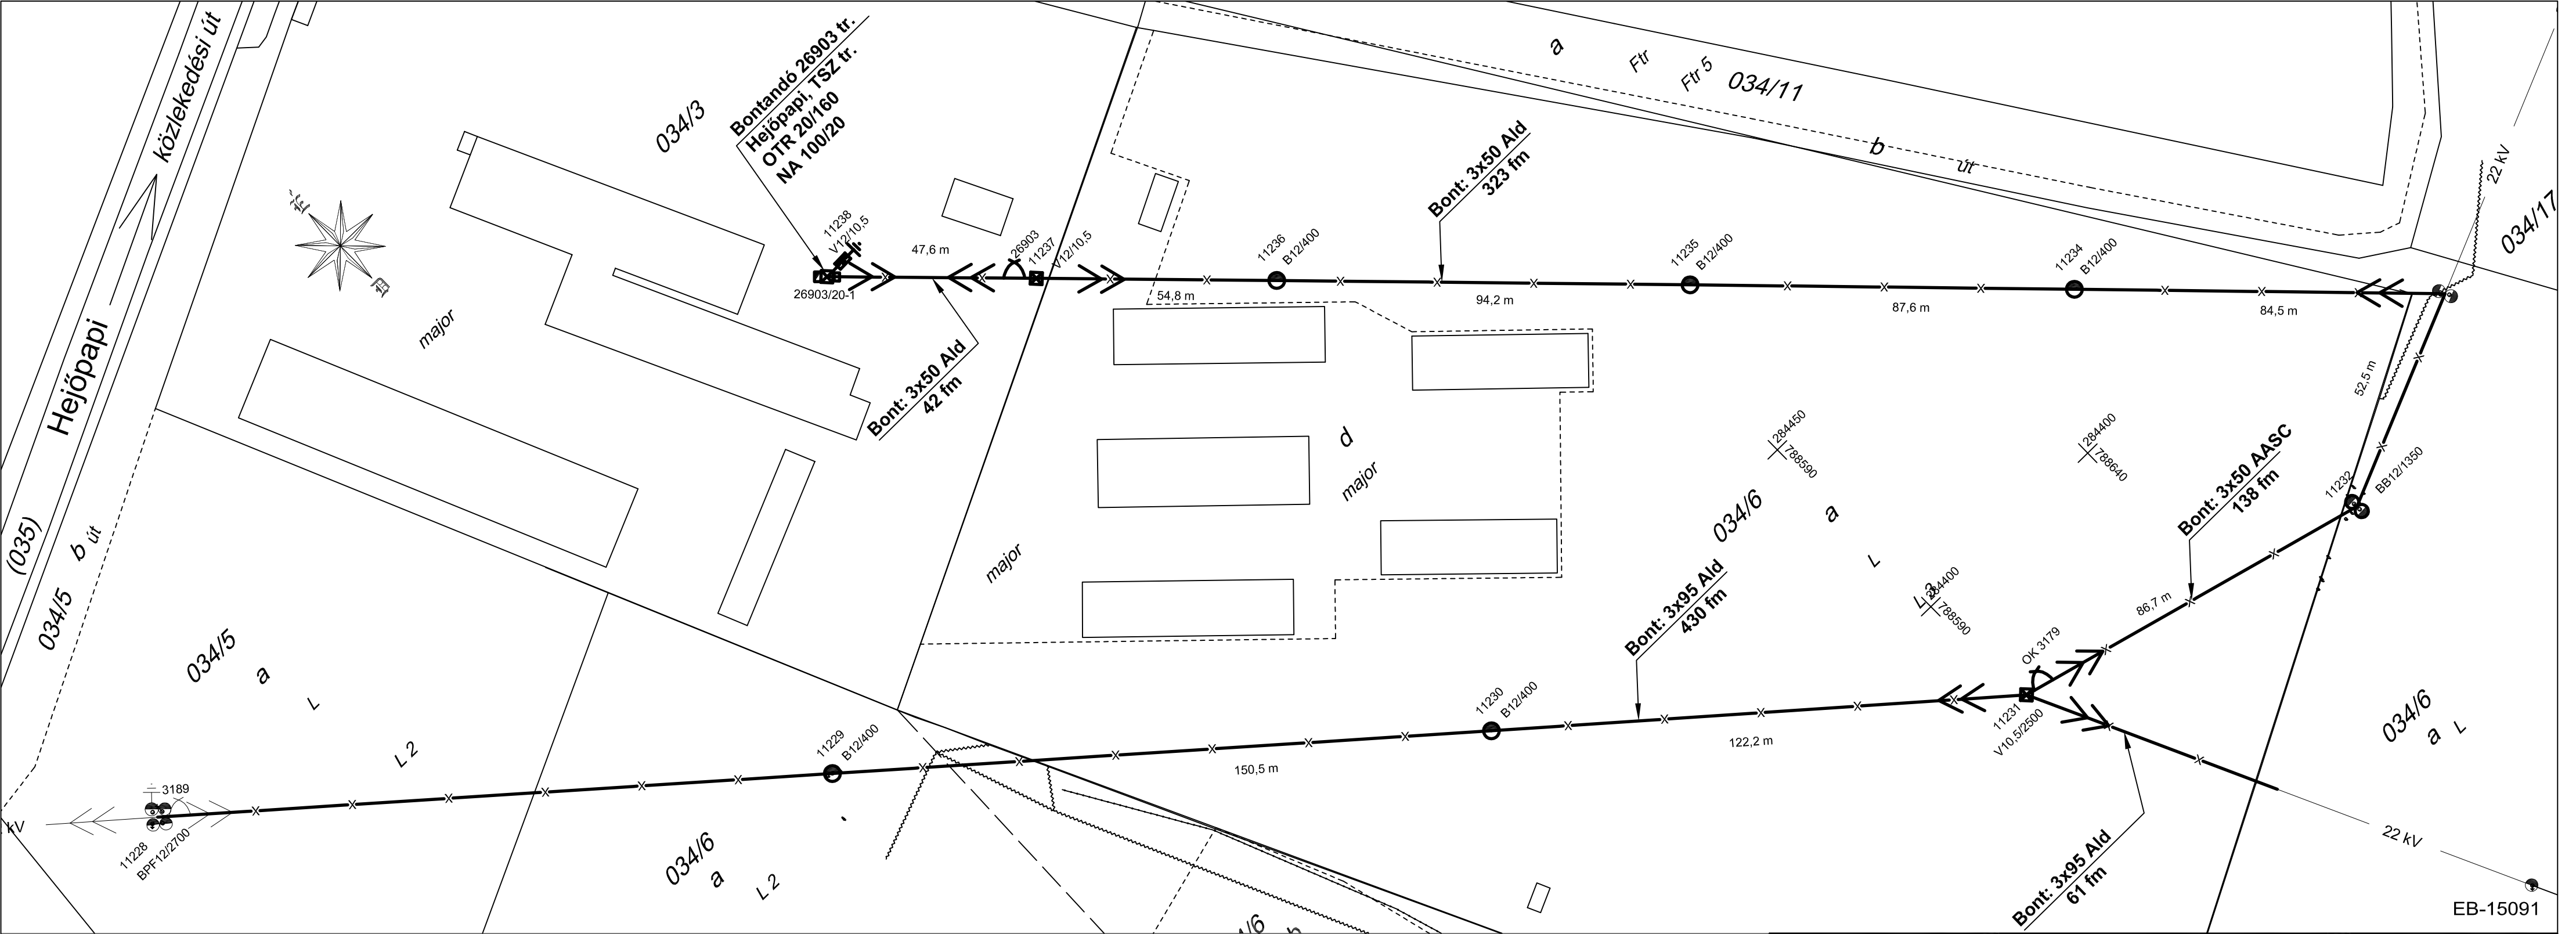 közlekedési út
Hejőpapi
(035)
034/5
b
út
034/5
a
L
L 2
034/3
major
Bontandó 26903 tr.
Hejőpapi, TSZ tr.
OTR 20/160
NA 100/20
11238
V12/10,5
26903/20-1
47,6 m
26903
11237
V12/10,5
Bont: 3x50 Ald
42 fm
54,8 m
11236
B12/400
94,2 m
Bont: 3x50 Ald
323 fm
11235
B12/400
87,6 m
11234
B12/400
84,5 m
a
Ftr
Ftr 5
034/11
b
út
22 kV
034/17
52,5 m
11232
BB12/1350
Bont: 3x50 AASC
138 fm
86,7 m
284450
788590
284400
788640
284400
788590
d
major
major
034/6
a
L
L 3
Bont: 3x95 Ald
430 fm
OK 3179
11231
V10,5/2500
122,2 m
11230
B12/400
150,5 m
11229
B12/400
3189
kV
11228
BPF12/2700
034/6
a
L 2
034/6
a
L
Bont: 3x95 Ald
61 fm
22 kV
EB-15091